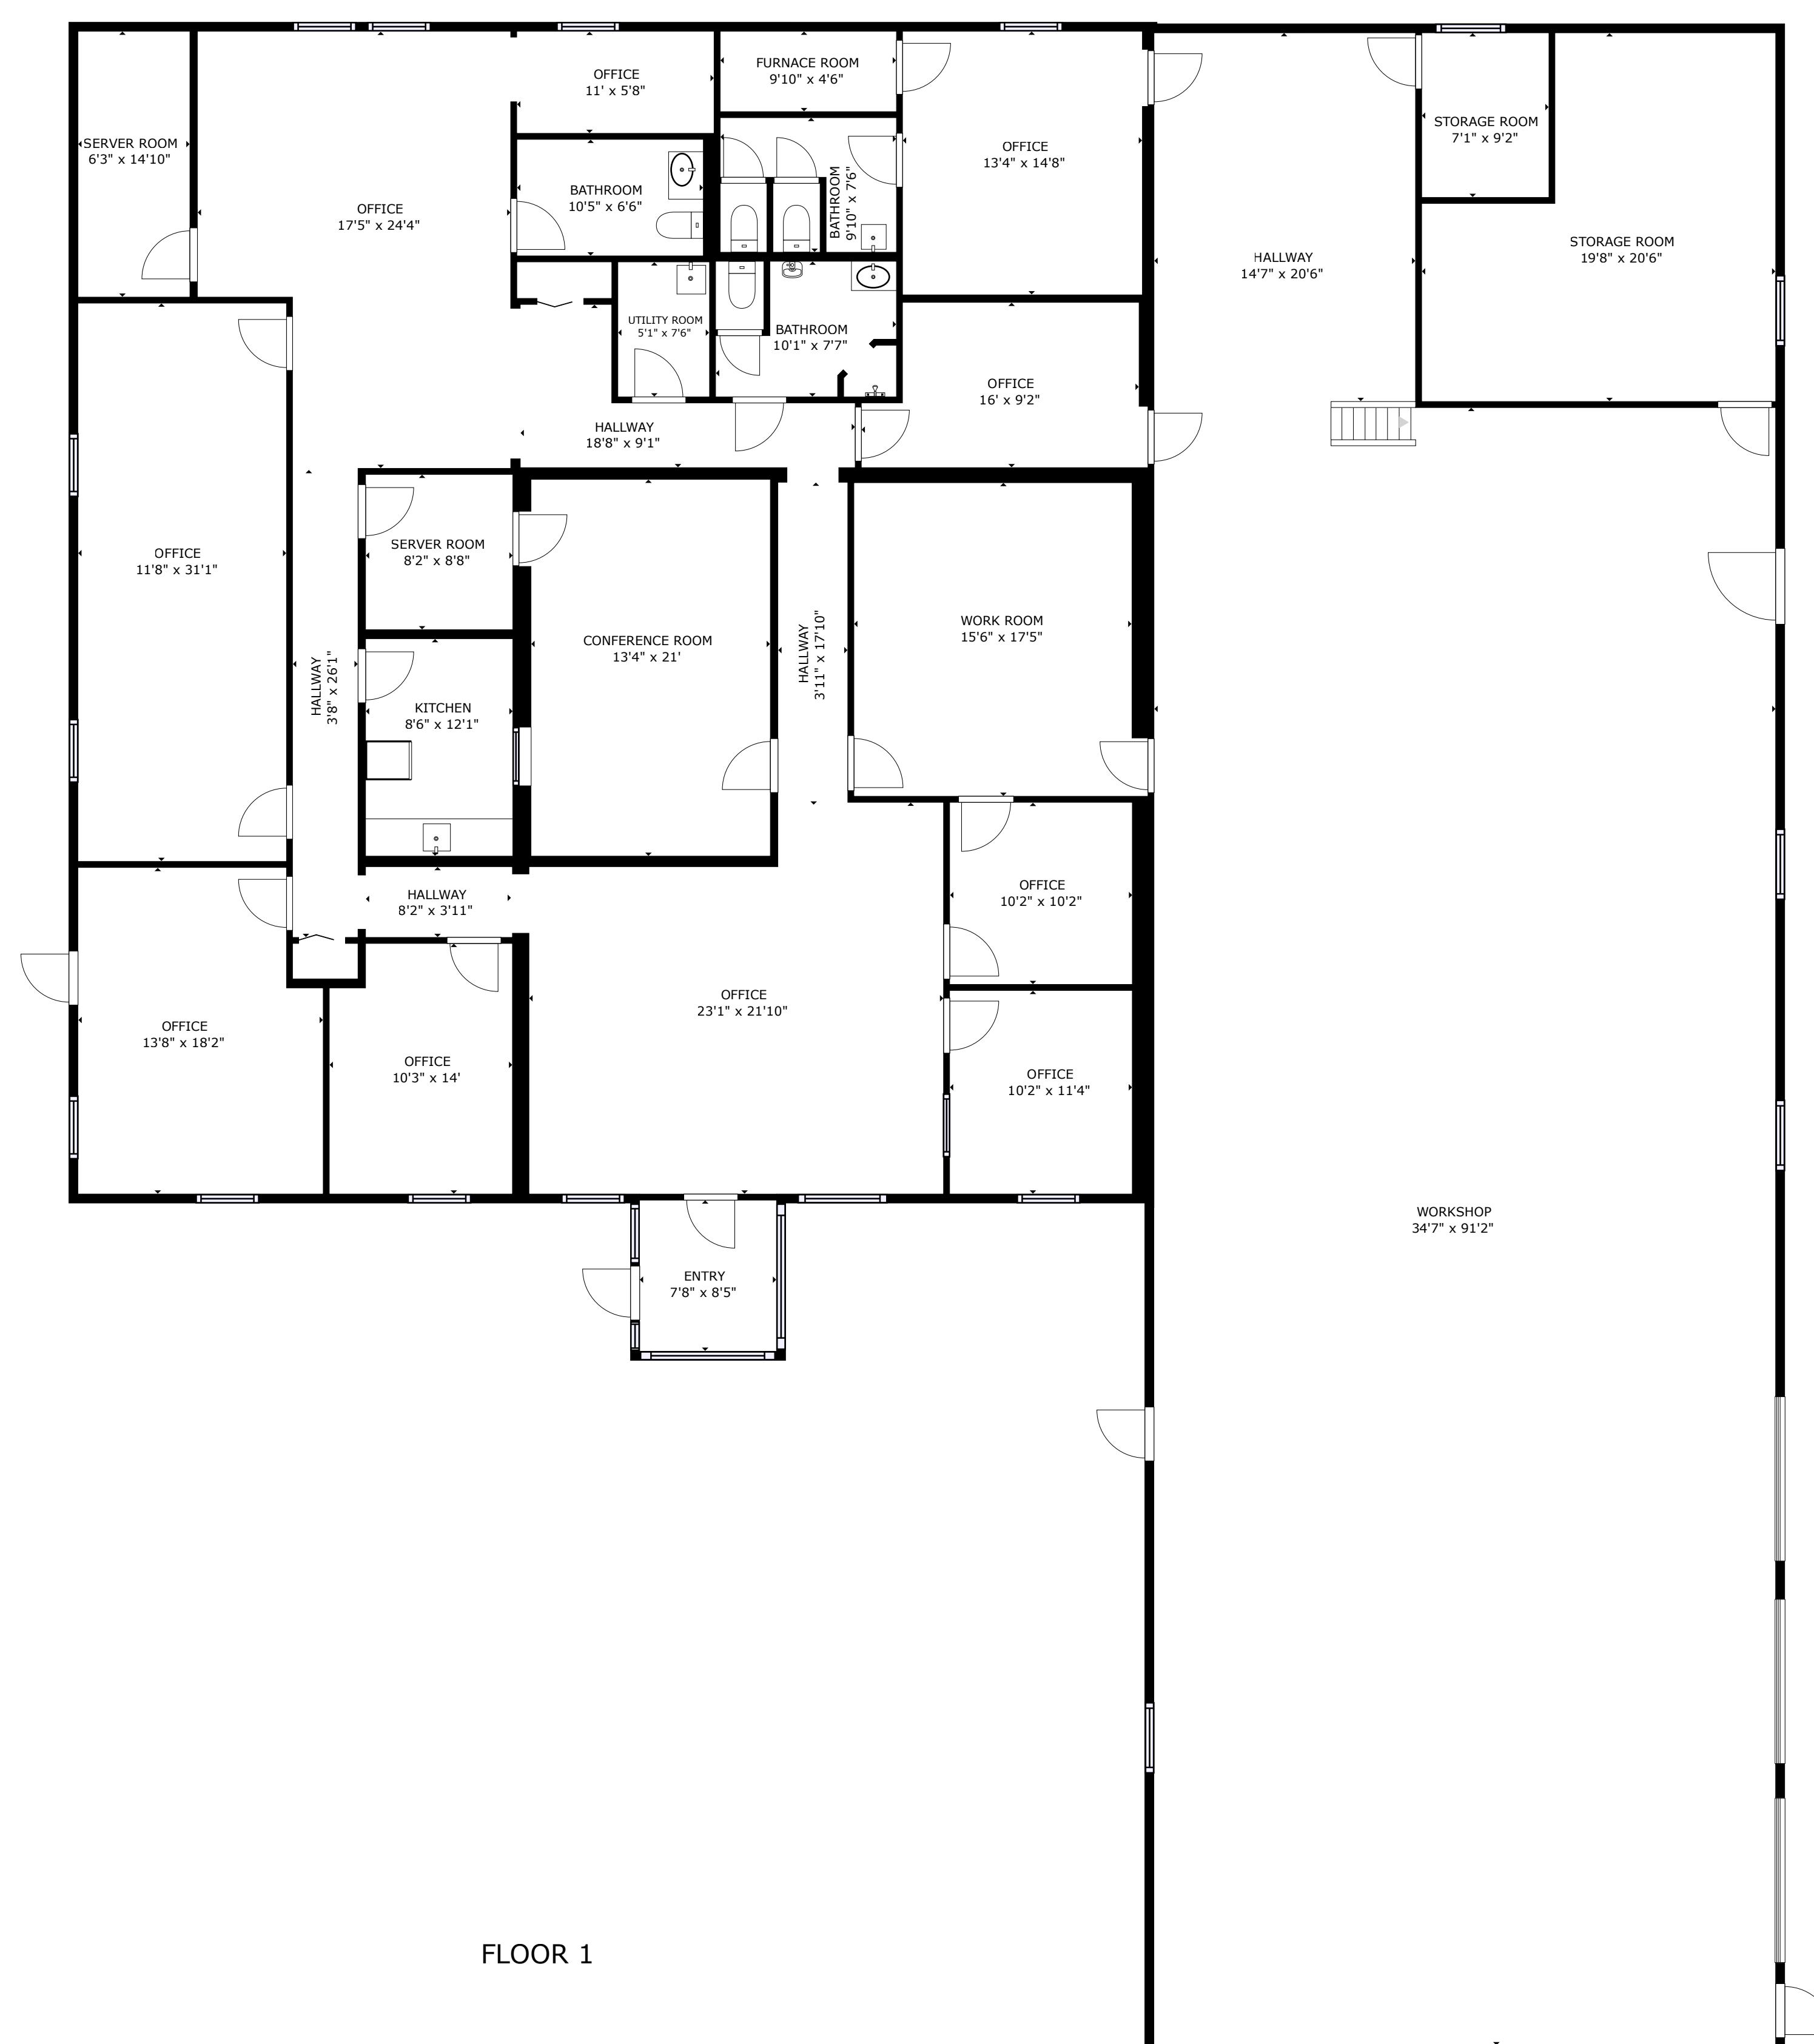 OFFICE
11' x 5'8"
FURNACE ROOM
9'10" x 4'6"
SERVER ROOM
6'3" x 14'10"
OFFICE
17'5" x 24'4"
BATHROOM
10'5" x 6'6"
BATHROOM
9'10" x 7'6"
OFFICE
13'4" x 14'8"
STORAGE ROOM
7'1" x 9'2"
HALLWAY
14'7" x 20'6"
STORAGE ROOM
19'8" x 20'6"
UTILITY ROOM
5'1" x 7'6"
BATHROOM
10'1" x 7'7"
OFFICE
16' x 9'2"
HALLWAY
18'8" x 9'1"
OFFICE
11'8" x 31'1"
SERVER ROOM
8'2" x 8'8"
CONFERENCE ROOM
13'4" x 21'
HALLWAY
3'11" x 17'10"
WORK ROOM
15'6" x 17'5"
HALLWAY
3'8" x 26'1"
KITCHEN
8'6" x 12'1"
HALLWAY
8'2" x 3'11"
OFFICE
10'2" x 10'2"
OFFICE
13'8" x 18'2"
OFFICE
10'3" x 14'
OFFICE
23'1" x 21'10"
OFFICE
10'2" x 11'4"
WORKSHOP
34'7" x 91'2"
ENTRY
7'8" x 8'5"
FLOOR 1